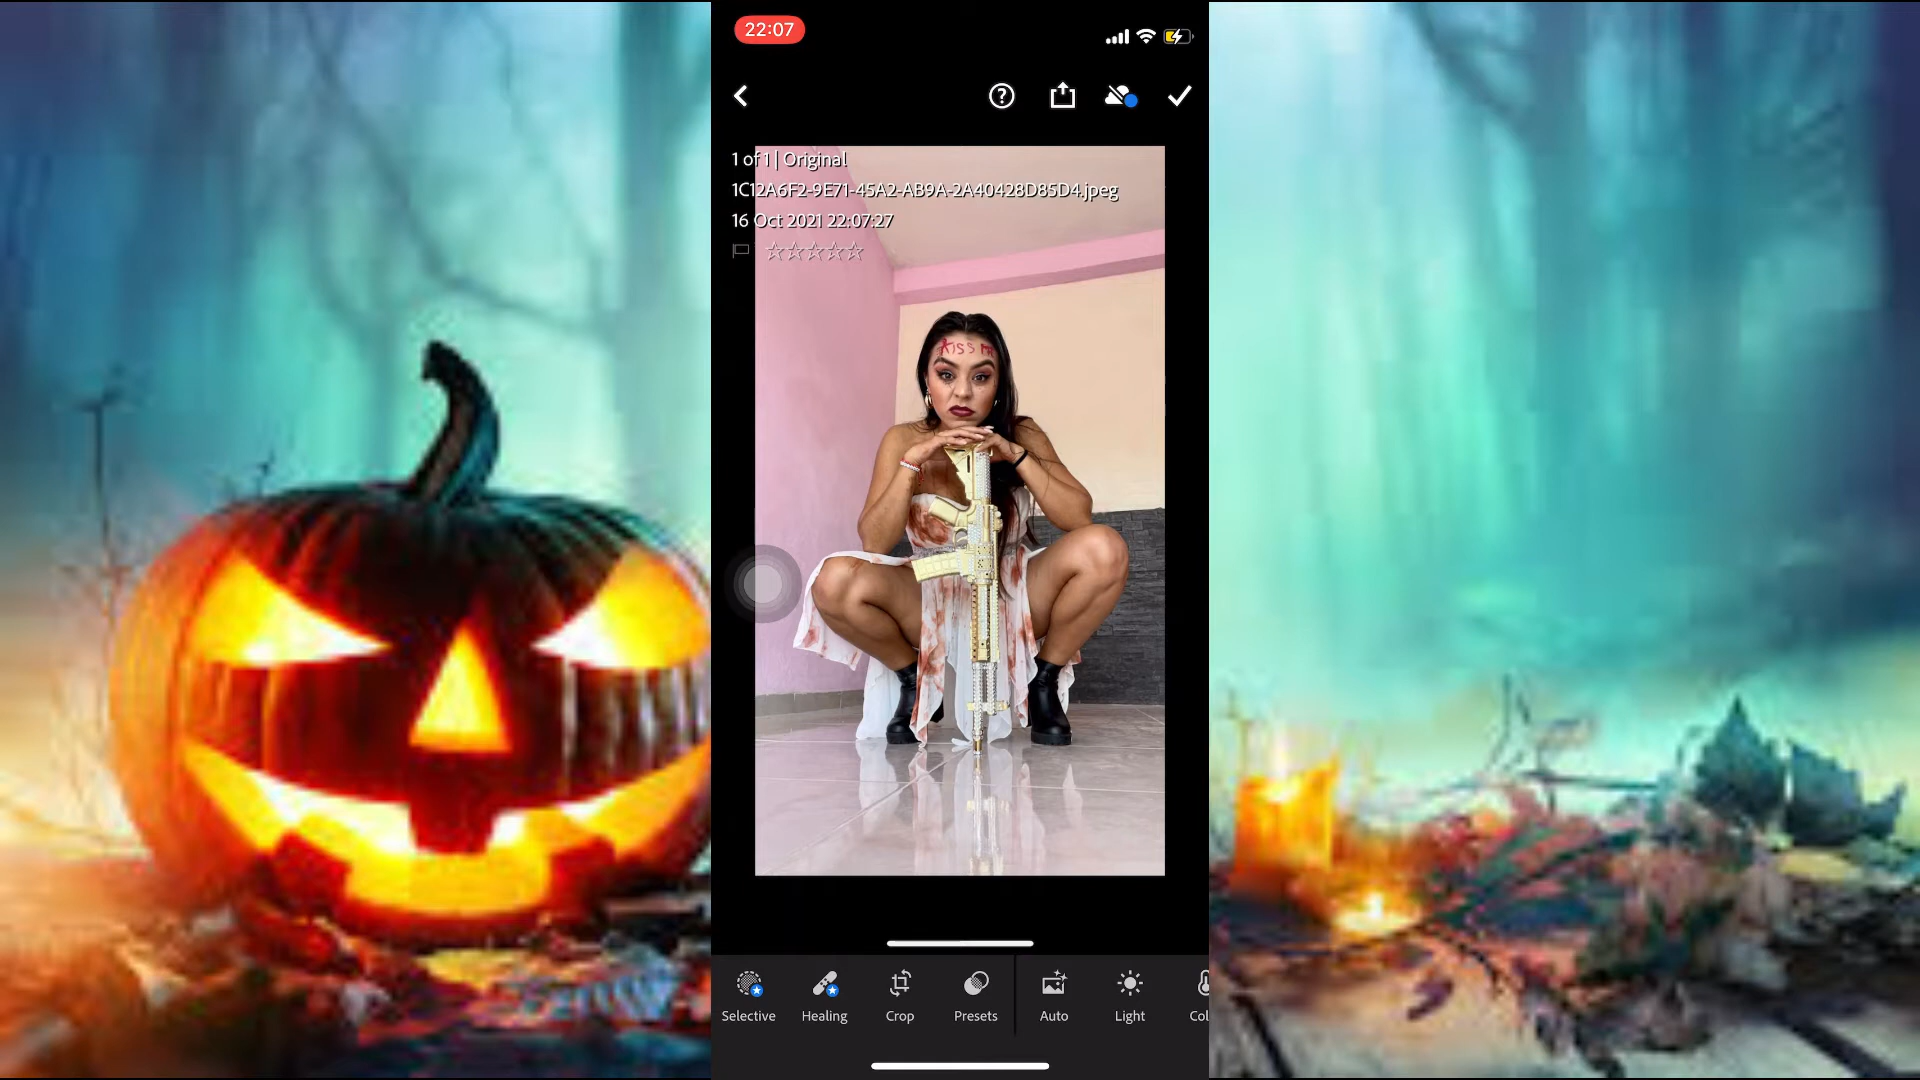 22:07
1 of 1 | Original
1C12A6F2-9E71-45A2-AB9A-2A40428D85D4.jpeg
16 Oct 2021 22:07:27
KISS M
Selective
Healing
Crop
Presets
Auto
Light
Col